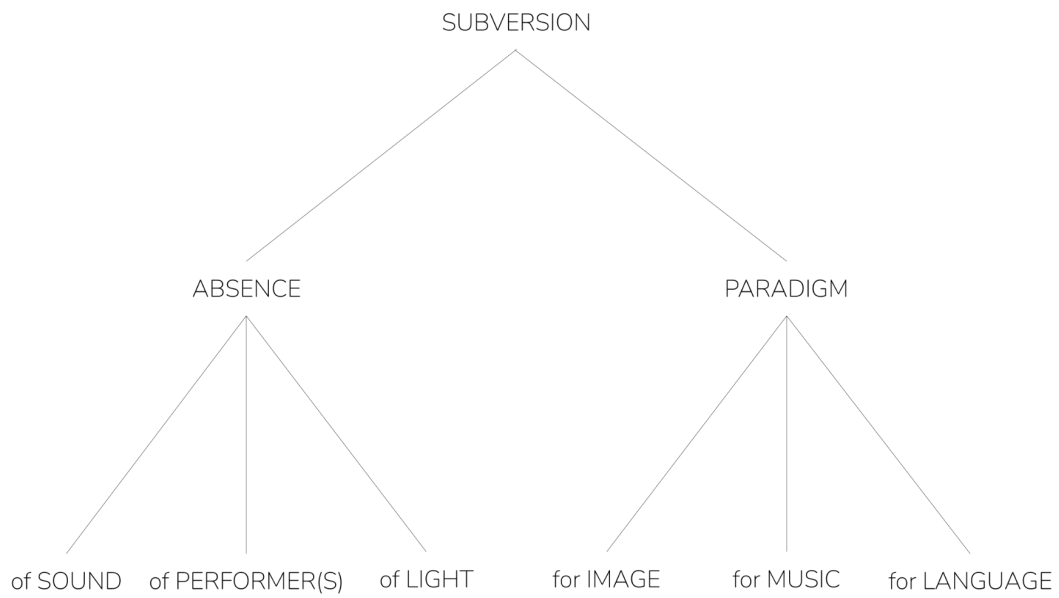 SUBVERSION
ABSENCE
PARADIGM
of SOUND
of PERFORMER(S)
of LIGHT
for IMAGE
for MUSIC
for LANGUAGE